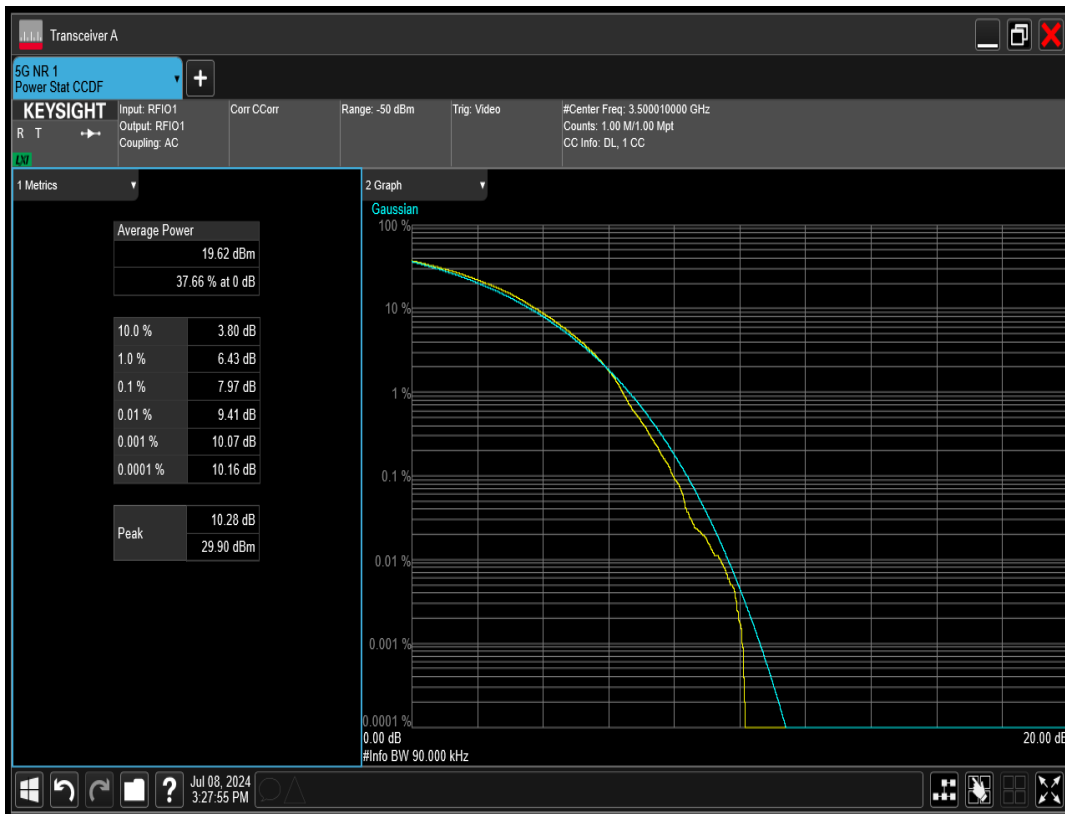 Transceiver A
5G NR 1
Power Stat CCDF
+
KEYSIGHT
R T
LXI
Input: RFIO1
Output: RFIO1
Coupling: AC
Corr CCorr
Range: -50 dBm
Trig: Video
#Center Freq: 3.500010000 GHz
Counts: 1.00 M/1.00 Mpt
CC Info: DL, 1 CC
1 Metrics
Average Power
19.62 dBm
37.66 % at 0 dB
10.0 % 3.80 dB
1.0 % 6.43 dB
0.1 % 7.97 dB
0.01 % 9.41 dB
0.001 % 10.07 dB
0.0001 % 10.16 dB
Peak
10.28 dB
29.90 dBm
2 Graph
Gaussian
100 %
10 %
1 %
0.1 %
0.01 %
0.001 %
0.0001 %
0.00 dB 20.00 dB
#Info BW 90.000 kHz
?
Jul 08, 2024
3:27:55 PM